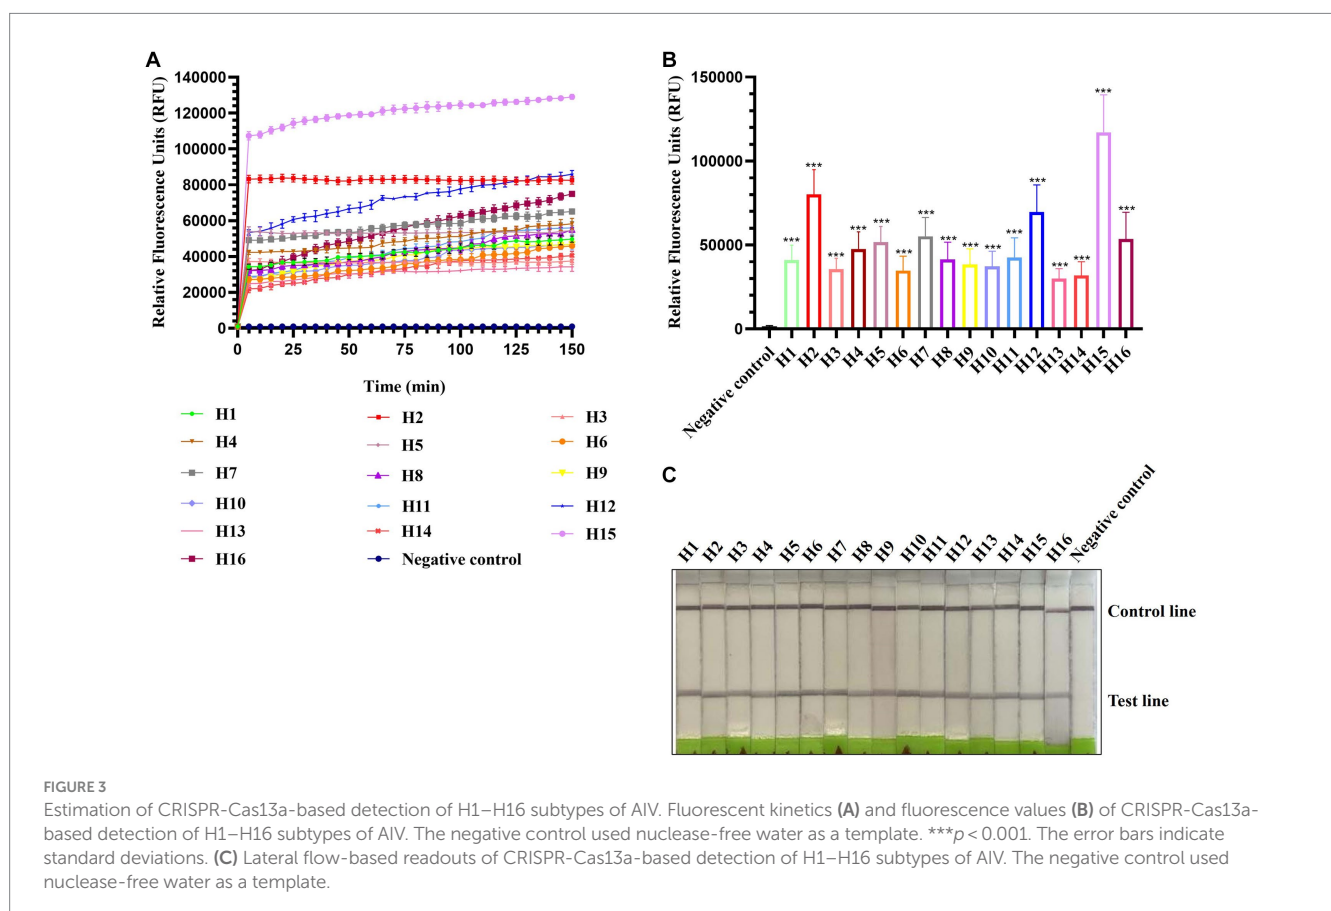 A
Relative Fluorescence Units (RFU)
140000
120000
100000
80000
60000
40000
20000
0
0 25 50 75 100 125 150
Time (min)
H1 H2 H3
H4 H5 H6
H7 H8 H9
H10 H11 H12
H13 H14 H15
H16 Negative control
B
Relative Fluorescence Units (RFU)
150000
100000
50000
0
*** *** *** *** *** *** *** *** *** *** *** *** *** *** *** ***
Negative control H1 H2 H3 H4 H5 H6 H7 H8 H9 H10 H11 H12 H13 H14 H15 H16
C
H1 H2 H3 H4 H5 H6 H7 H8 H9 H10 H11 H12 H13 H14 H15 H16 Negative control
Control line
Test line
FIGURE 3
Estimation of CRISPR-Cas13a-based detection of H1–H16 subtypes of AIV. Fluorescent kinetics (A) and fluorescence values (B) of CRISPR-Cas13a-
based detection of H1–H16 subtypes of AIV. The negative control used nuclease-free water as a template. ***p < 0.001. The error bars indicate
standard deviations. (C) Lateral flow-based readouts of CRISPR-Cas13a-based detection of H1–H16 subtypes of AIV. The negative control used
nuclease-free water as a template.